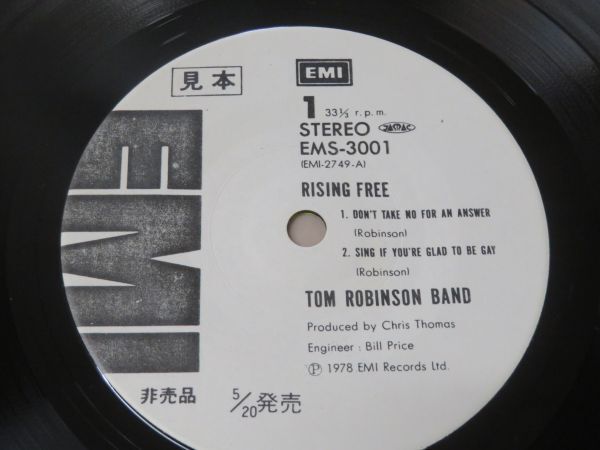 見本
EMI
1 33⅓ r.p.m.
STEREO JASRAC
EMS-3001
(EMI-2749-A)
RISING FREE
1. DON'T TAKE NO FOR AN ANSWER
(Robinson)
2. SING IF YOU'RE GLAD TO BE GAY
(Robinson)
TOM ROBINSON BAND
Produced by Chris Thomas
Engineer : Bill Price
Ⓟ 1978 EMI Records Ltd.
EMI
非売品 5/20発売